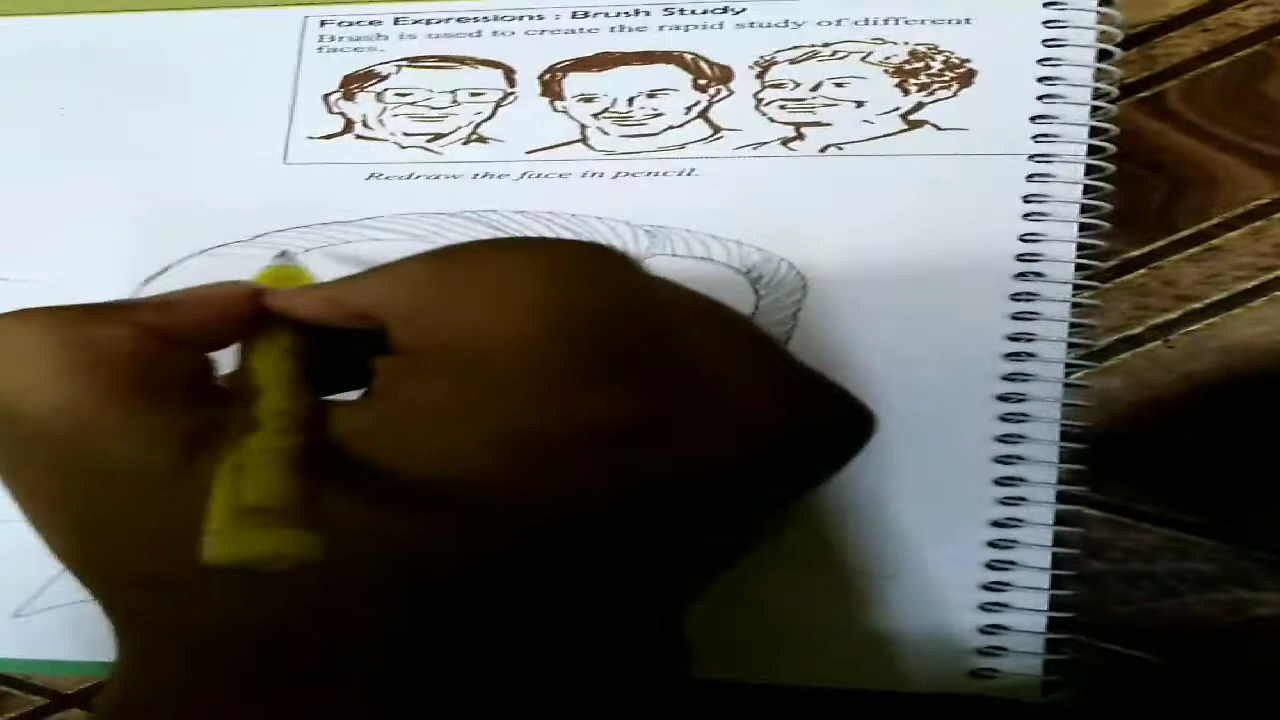 Face Expressions : Brush Study
Brush is used to create the rapid study of different
faces.
Redraw the face in pencil.